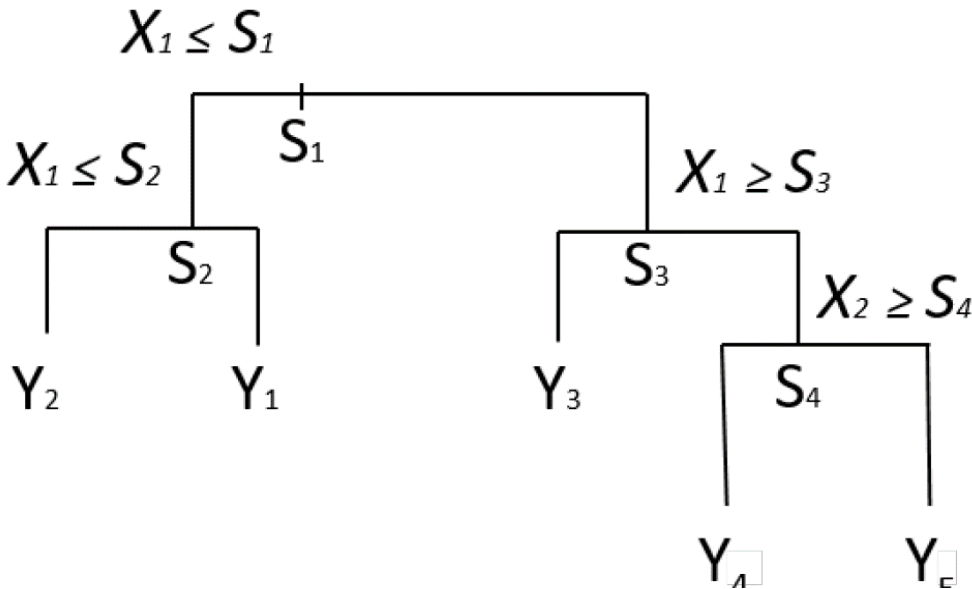 X₁ ≤ S₁
S₁
X₁ ≤ S₂
X₁ ≥ S₃
S₂
S₃
X₂ ≥ S₄
Y₂
Y₁
Y₃
S₄
Y₄
Y₅